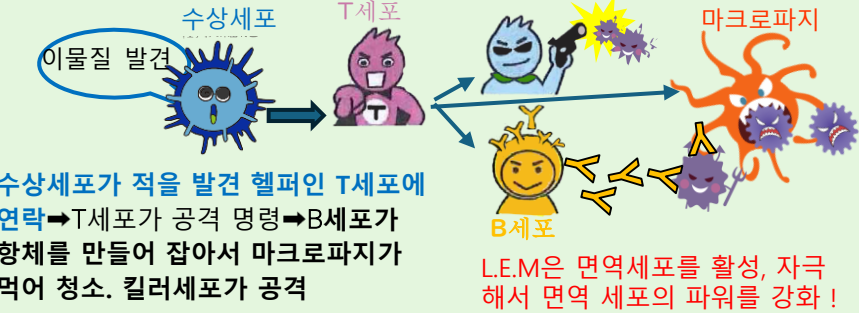 수상세포
T세포
마크로파지
이물질 발견
T
B세포
수상세포가 적을 발견 헬퍼인 T세포에
연락➡T세포가 공격 명령➡B세포가
항체를 만들어 잡아서 마크로파지가
먹어 청소. 킬러세포가 공격
L.E.M은 면역세포를 활성, 자극
해서 면역 세포의 파워를 강화 !